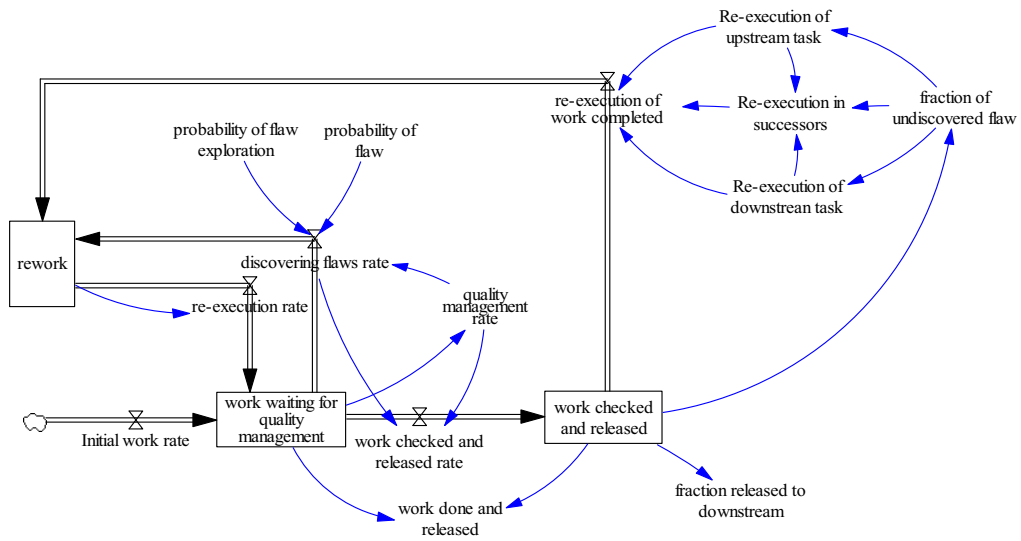 Re-execution of
upstream task
re-execution of
work completed
Re-execution in
successors
fraction of
undiscovered flaw
probability of flaw
exploration
probability of
flaw
Re-execution of
downstrean task
rework
discovering flaws rate
re-execution rate
quality
management
rate
work waiting for
quality
management
work checked
and released
Initial work rate
work checked and
released rate
fraction released to
downstream
work done and
released